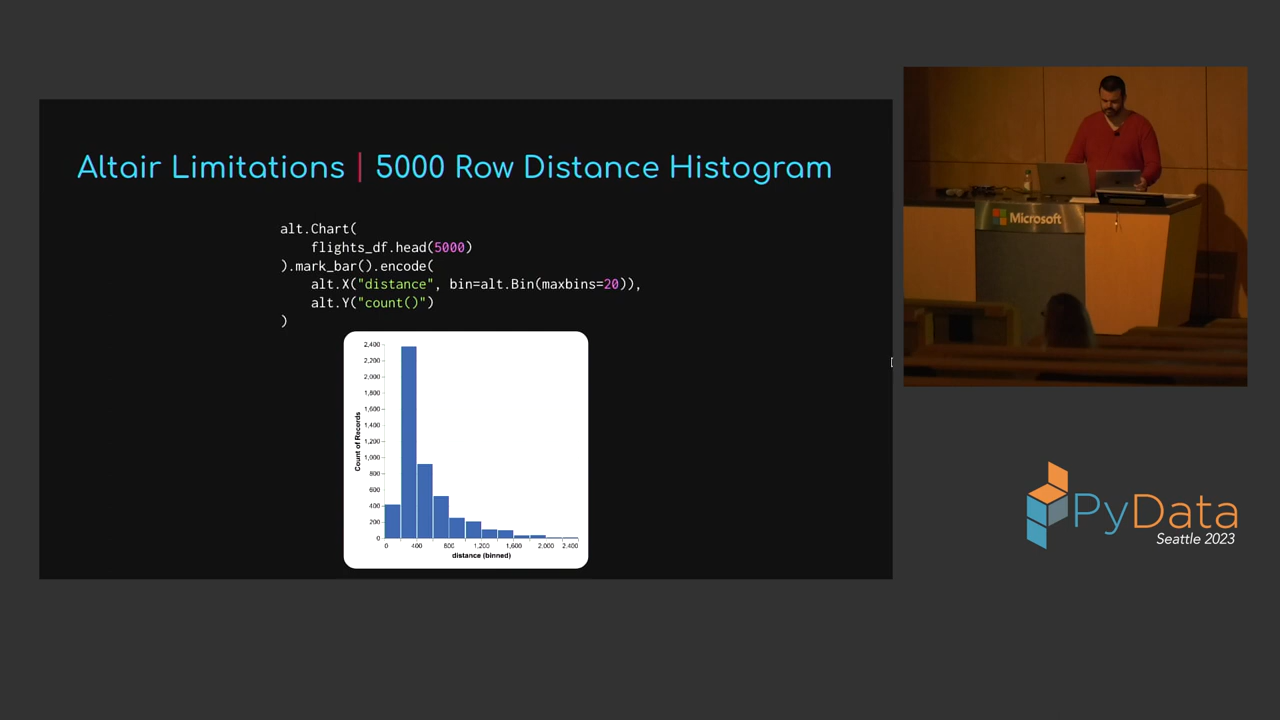 Altair Limitations | 5000 Row Distance Histogram
alt.Chart(
    flights_df.head(5000)
).mark_bar().encode(
    alt.X("distance", bin=alt.Bin(maxbins=20)),
    alt.Y("count()")
)
2,400
2,200
2,000
1,800
1,600
1,400
1,200
1,000
800
600
400
200
0
Count of Records
0 400 800 1,200 1,600 2,000 2,400
distance (binned)
Microsoft
PyData
Seattle 2023